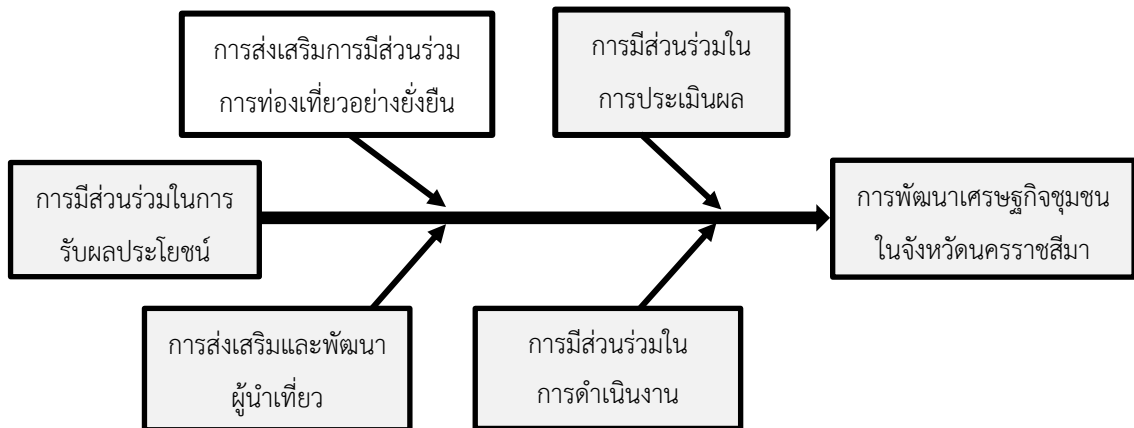 การส่งเสริมการมีส่วนร่วม
การท่องเที่ยวอย่างยั่งยืน
การมีส่วนร่วมใน
การประเมินผล
การมีส่วนร่วมในการ
รับผลประโยชน์
การพัฒนาเศรษฐกิจชุมชน
ในจังหวัดนครราชสีมา
การส่งเสริมและพัฒนา
ผู้นำเที่ยว
การมีส่วนร่วมใน
การดำเนินงาน